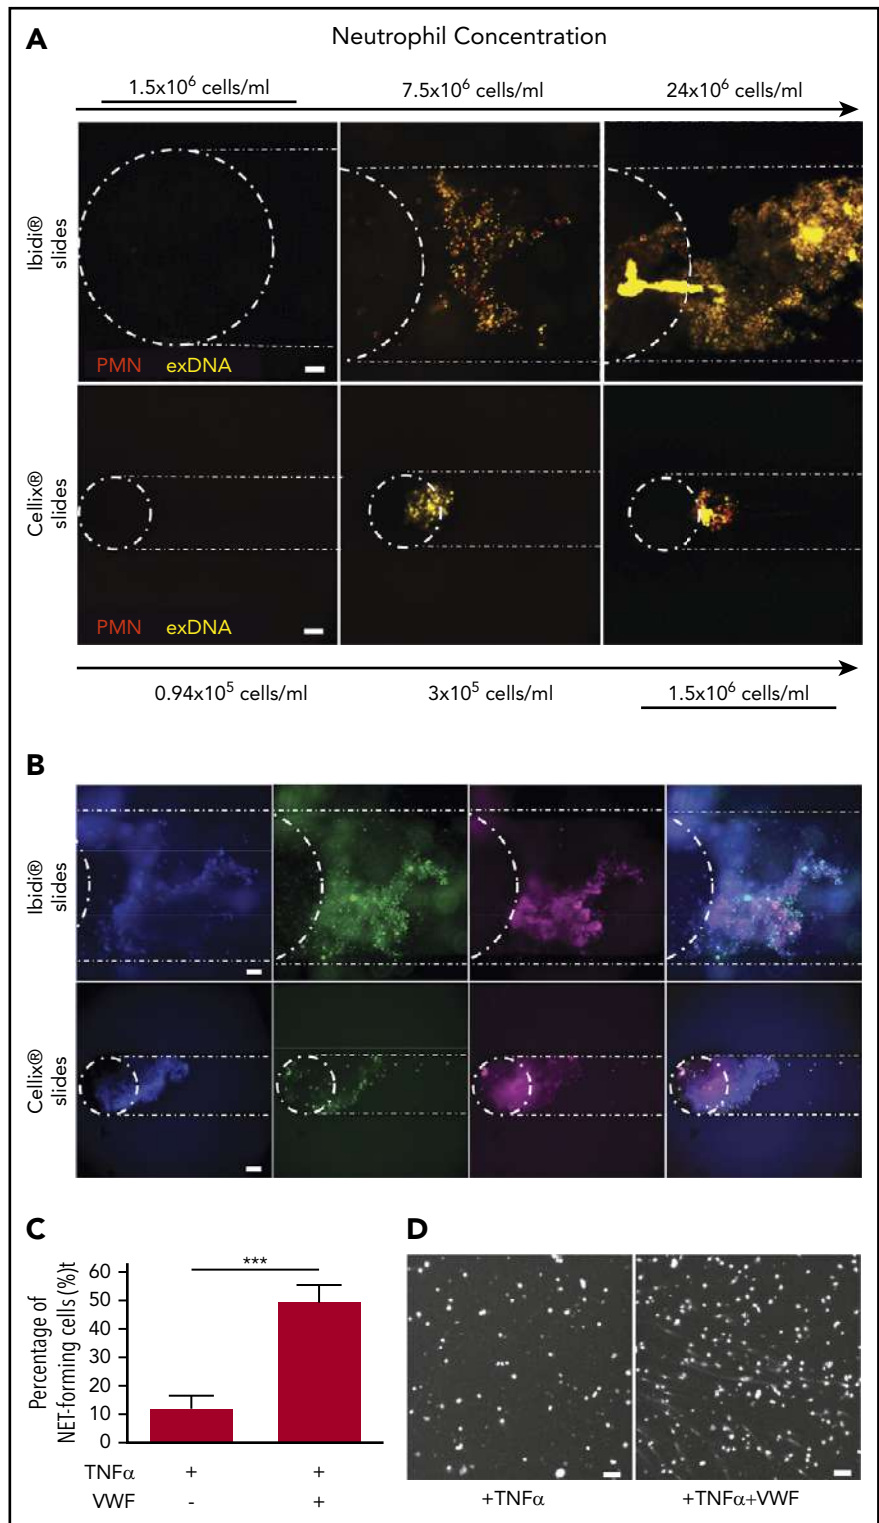 A
Neutrophil Concentration
1.5x10⁶ cells/ml 7.5x10⁶ cells/ml 24x10⁶ cells/ml
Ibidi®
slides
PMN exDNA
Cellix®
slides
PMN exDNA
0.94x10⁵ cells/ml 3x10⁵ cells/ml 1.5x10⁶ cells/ml
B
Ibidi®
slides
Cellix®
slides
C
Percentage of
NET-forming cells (%)t
60
50
40
30
20
10
0
***
TNFα + +
VWF - +
D
+TNFα +TNFα+VWF